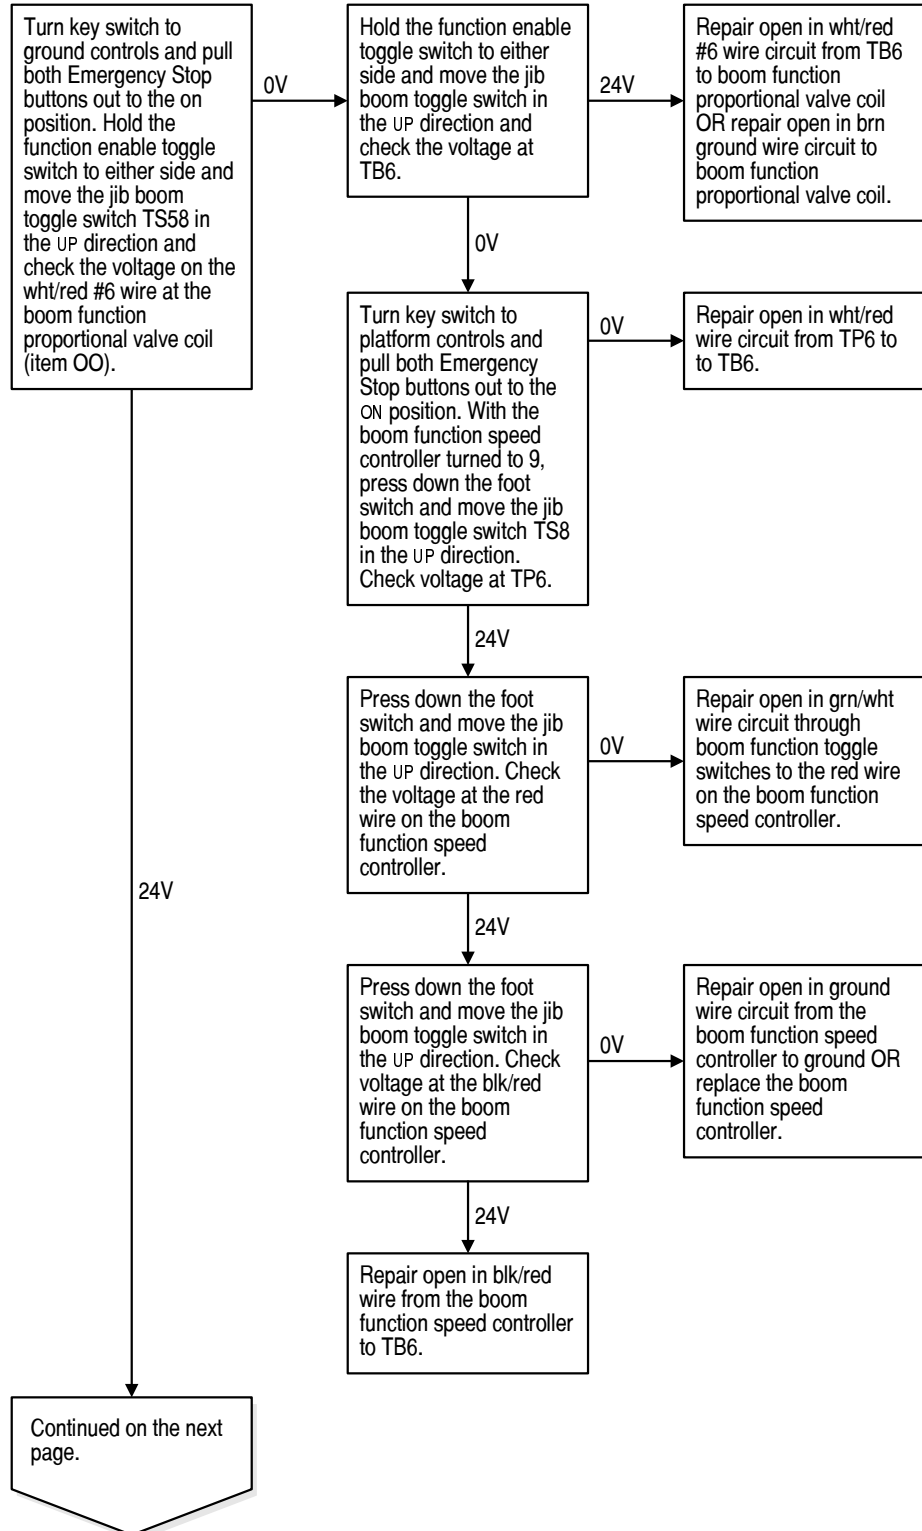 Turn key switch to
ground controls and pull
both Emergency Stop
buttons out to the on
position. Hold the
function enable toggle
switch to either side and
move the jib boom
toggle switch TS58 in
the UP direction and
check the voltage on the
wht/red #6 wire at the
boom function
proportional valve coil
(item OO).
0V
Hold the function enable
toggle switch to either
side and move the jib
boom toggle switch in
the UP direction and
check the voltage at
TB6.
24V
Repair open in wht/red
#6 wire circuit from TB6
to boom function
proportional valve coil
OR repair open in brn
ground wire circuit to
boom function
proportional valve coil.
0V
Turn key switch to
platform controls and
pull both Emergency
Stop buttons out to the
ON position. With the
boom function speed
controller turned to 9,
press down the foot
switch and move the jib
boom toggle switch TS8
in the UP direction.
Check voltage at TP6.
0V
Repair open in wht/red
wire circuit from TP6 to
to TB6.
24V
Press down the foot
switch and move the jib
boom toggle switch in
the UP direction. Check
the voltage at the red
wire on the boom
function speed
controller.
0V
Repair open in grn/wht
wire circuit through
boom function toggle
switches to the red wire
on the boom function
speed controller.
24V
24V
Press down the foot
switch and move the jib
boom toggle switch in
the UP direction. Check
voltage at the blk/red
wire on the boom
function speed
controller.
0V
Repair open in ground
wire circuit from the
boom function speed
controller to ground OR
replace the boom
function speed
controller.
24V
Repair open in blk/red
wire from the boom
function speed controller
to TB6.
Continued on the next
page.